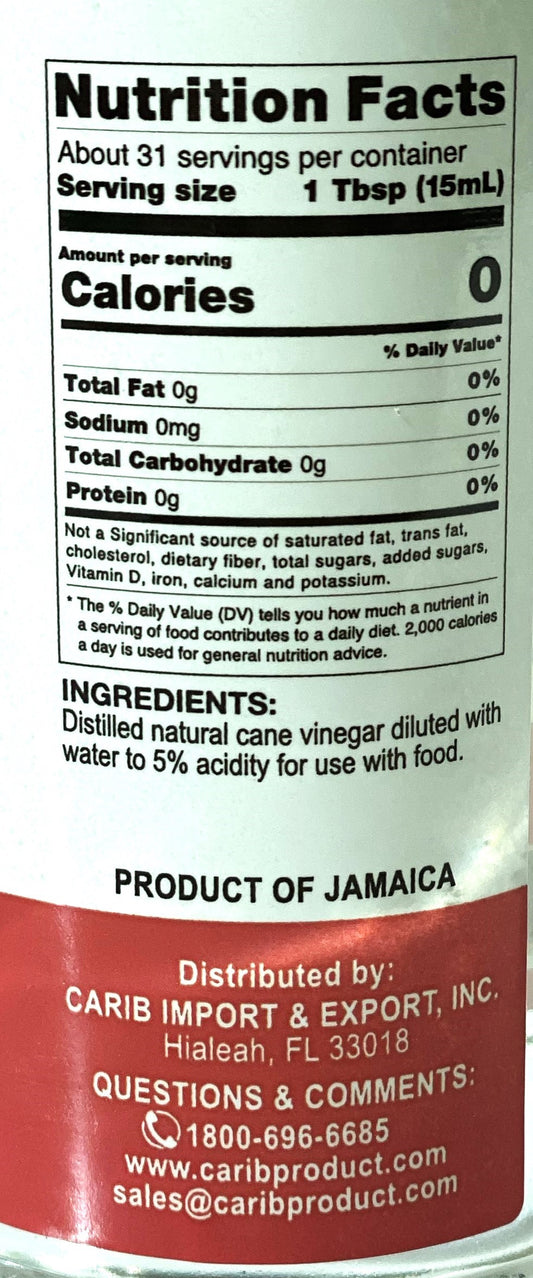 Nutrition Facts
About 31 servings per container
Serving size 1 Tbsp (15mL)
Amount per serving
Calories 0
% Daily Value*
Total Fat 0g 0%
Sodium 0mg 0%
Total Carbohydrate 0g 0%
Protein 0g 0%
Not a Significant source of saturated fat, trans fat,
cholesterol, dietary fiber, total sugars, added sugars,
Vitamin D, iron, calcium and potassium.
* The % Daily Value (DV) tells you how much a nutrient in
a serving of food contributes to a daily diet. 2,000 calories
a day is used for general nutrition advice.
INGREDIENTS:
Distilled natural cane vinegar diluted with
water to 5% acidity for use with food.
PRODUCT OF JAMAICA
Distributed by:
CARIB IMPORT & EXPORT, INC.
Hialeah, FL 33018
QUESTIONS & COMMENTS:
1800-696-6685
www.caribproduct.com
sales@caribproduct.com